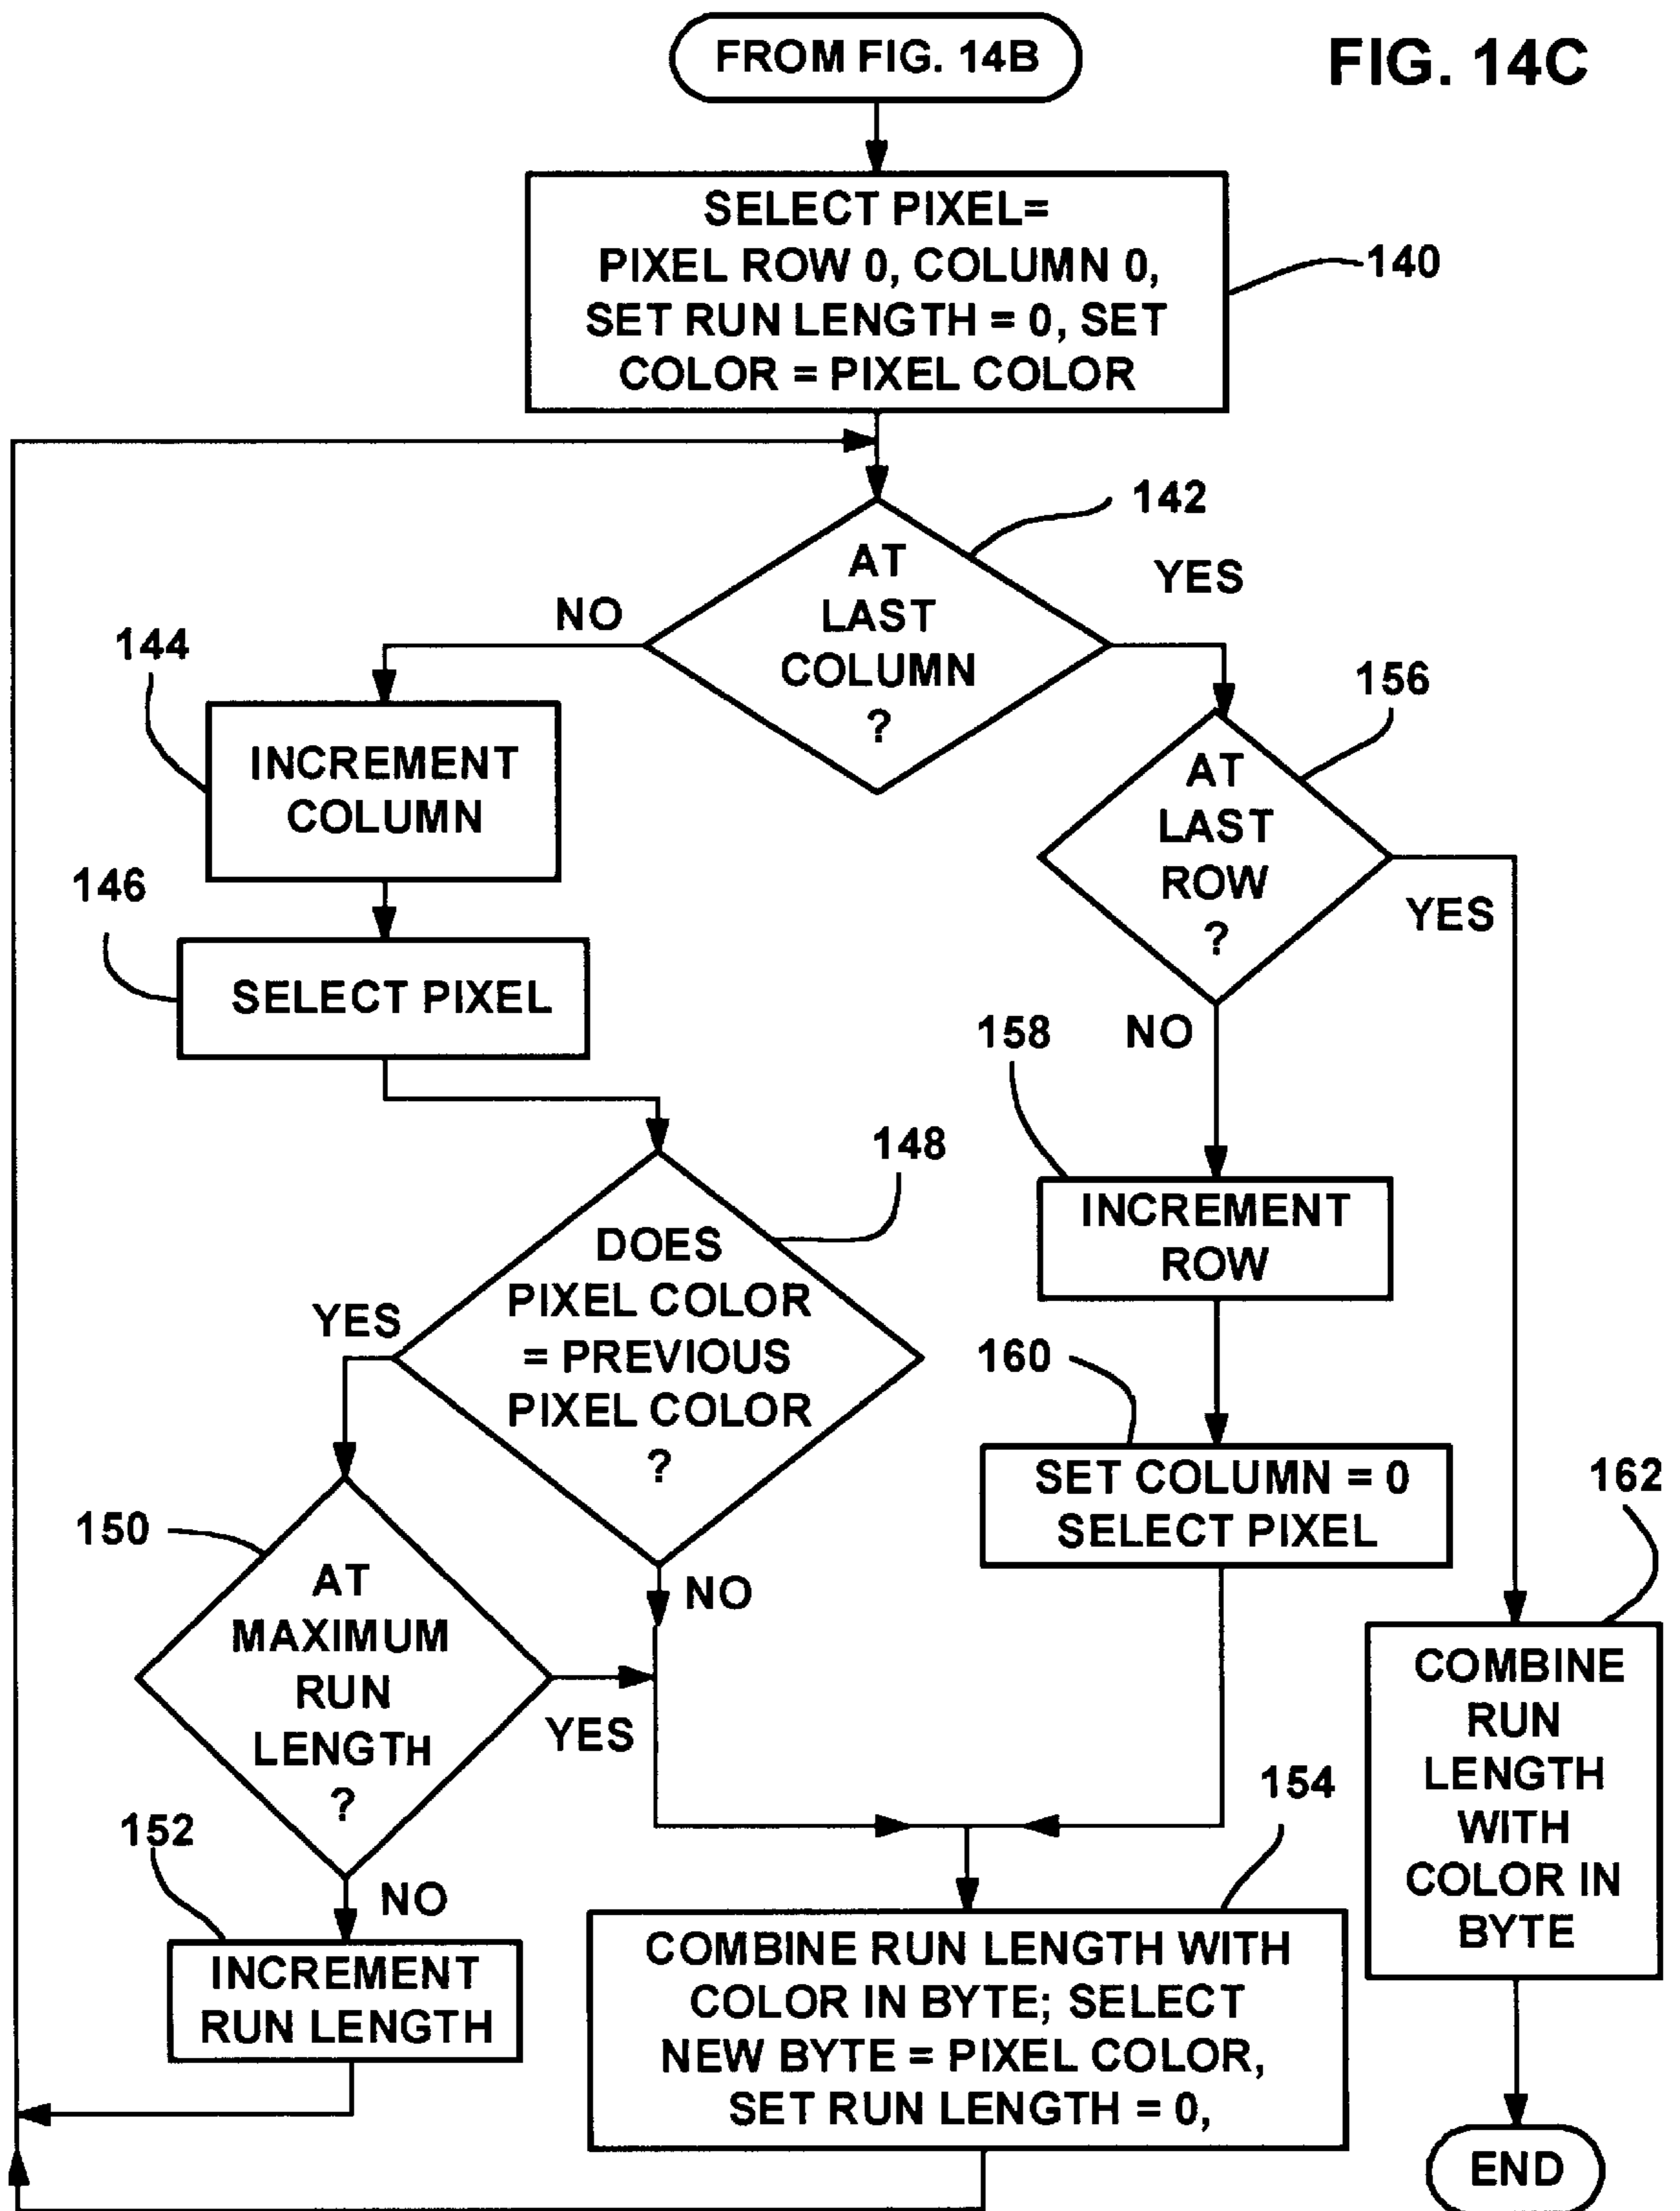 FROM FIG. 14B
FIG. 14C
SELECT PIXEL=
PIXEL ROW 0, COLUMN 0,
SET RUN LENGTH = 0, SET
COLOR = PIXEL COLOR
140
142
AT
LAST
COLUMN
?
NO
YES
144
INCREMENT
COLUMN
146
SELECT PIXEL
156
AT
LAST
ROW
?
YES
NO
158
INCREMENT
ROW
148
DOES
PIXEL COLOR
= PREVIOUS
PIXEL COLOR
?
YES
NO
160
SET COLUMN = 0
SELECT PIXEL
150
AT
MAXIMUM
RUN
LENGTH
?
YES
NO
152
INCREMENT
RUN LENGTH
154
COMBINE RUN LENGTH WITH
COLOR IN BYTE; SELECT
NEW BYTE = PIXEL COLOR,
SET RUN LENGTH = 0,
162
COMBINE
RUN
LENGTH
WITH
COLOR IN
BYTE
END